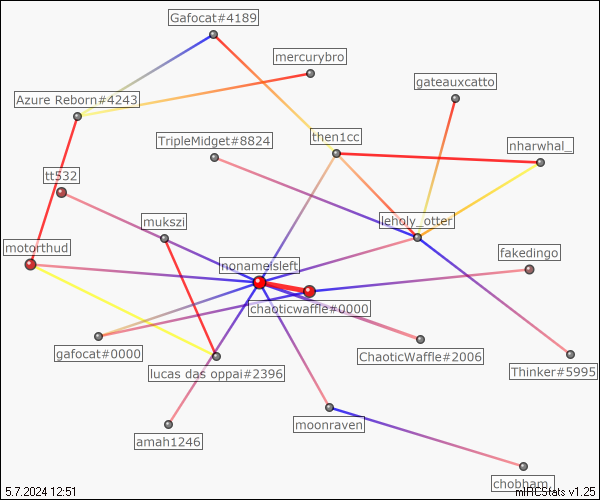 Gafocat#4189
mercurybro
gateauxcatto
Azure Reborn#4243
then1cc
TripleMidget#8824
nharwhal_
tt532
mukszi
leholy_otter
motorthud
nonameisleft
fakedingo
chaoticwaffle#0000
gafocat#0000
ChaoticWaffle#2006
lucas das oppai#2396
Thinker#5995
moonraven
amah1246
chobham_
5.7.2024 12:51
mIRCStats v1.25